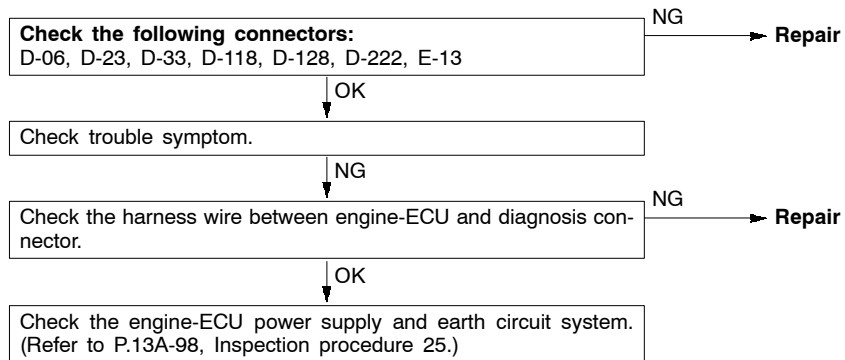 Check the following connectors:
D-06, D-23, D-33, D-118, D-128, D-222, E-13
NG
Repair
OK
Check trouble symptom.
NG
Check the harness wire between engine-ECU and diagnosis con-
nector.
NG
Repair
OK
Check the engine-ECU power supply and earth circuit system.
(Refer to P.13A-98, Inspection procedure 25.)